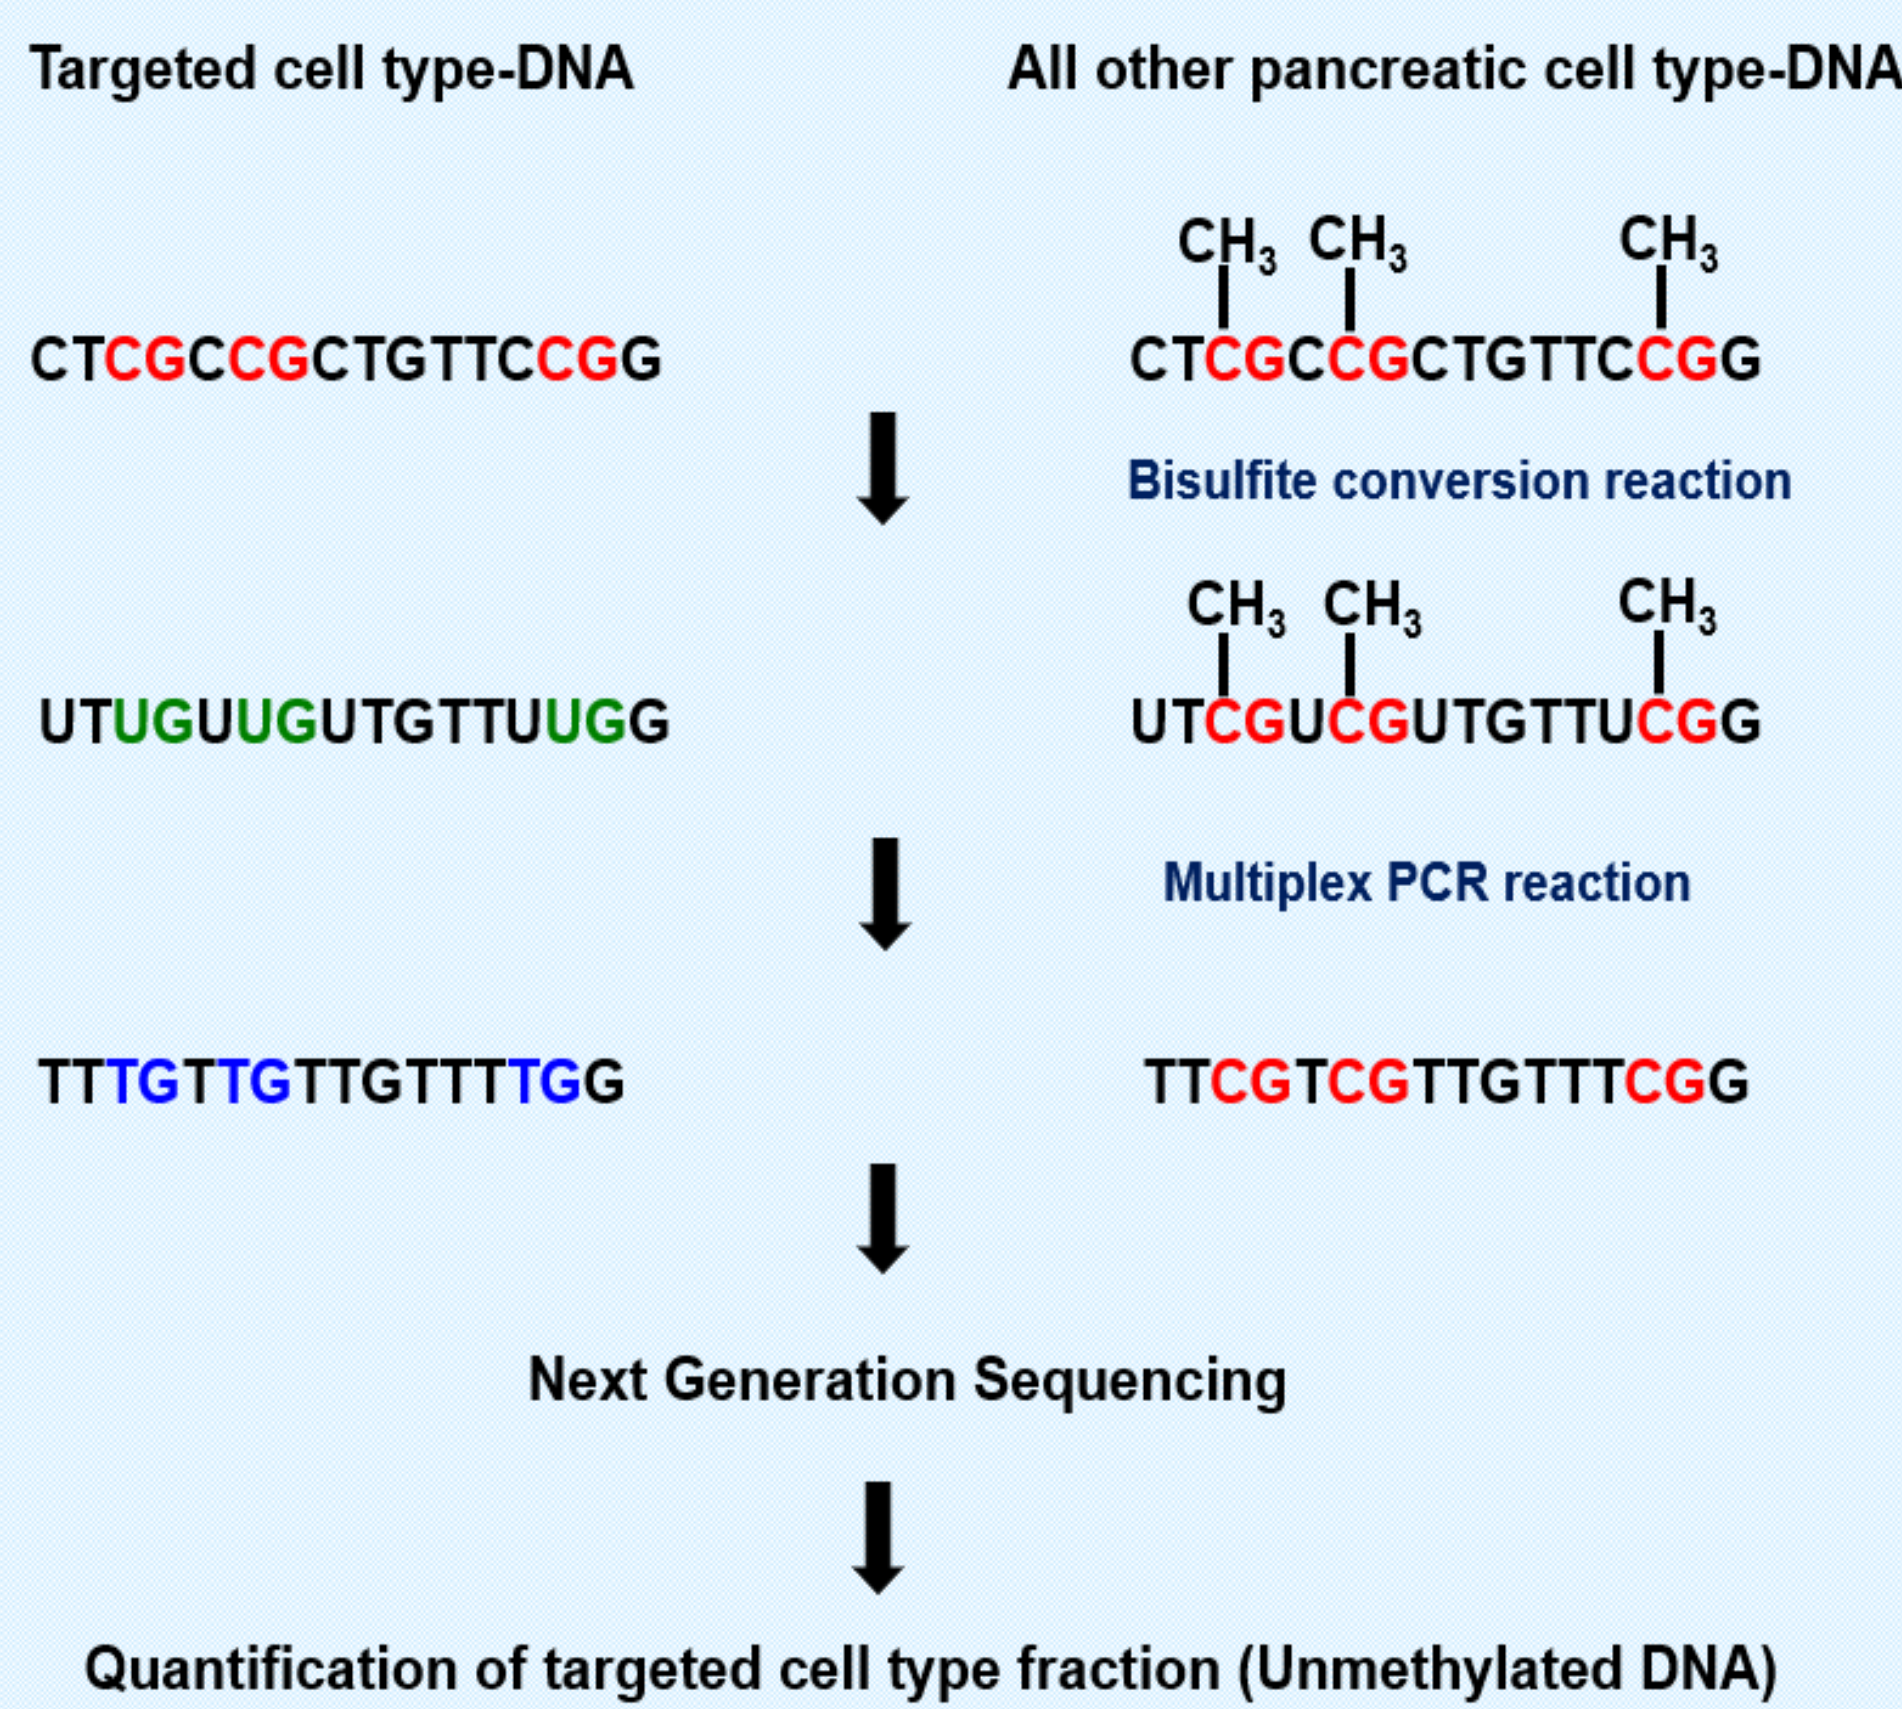 Targeted cell type-DNA
All other pancreatic cell type-DNA
CH₃ CH₃ CH₃
CTCGCCGCTGTTCCGG
CTCGCCGCTGTTCCGG
Bisulfite conversion reaction
CH₃ CH₃ CH₃
UTUGUUGUTGTTUUGG
UTCGUCGUTGTTUCGG
Multiplex PCR reaction
TTTGTTGTTGTTTTGG
TTCGTCGTTGTTTCGG
Next Generation Sequencing
Quantification of targeted cell type fraction (Unmethylated DNA)